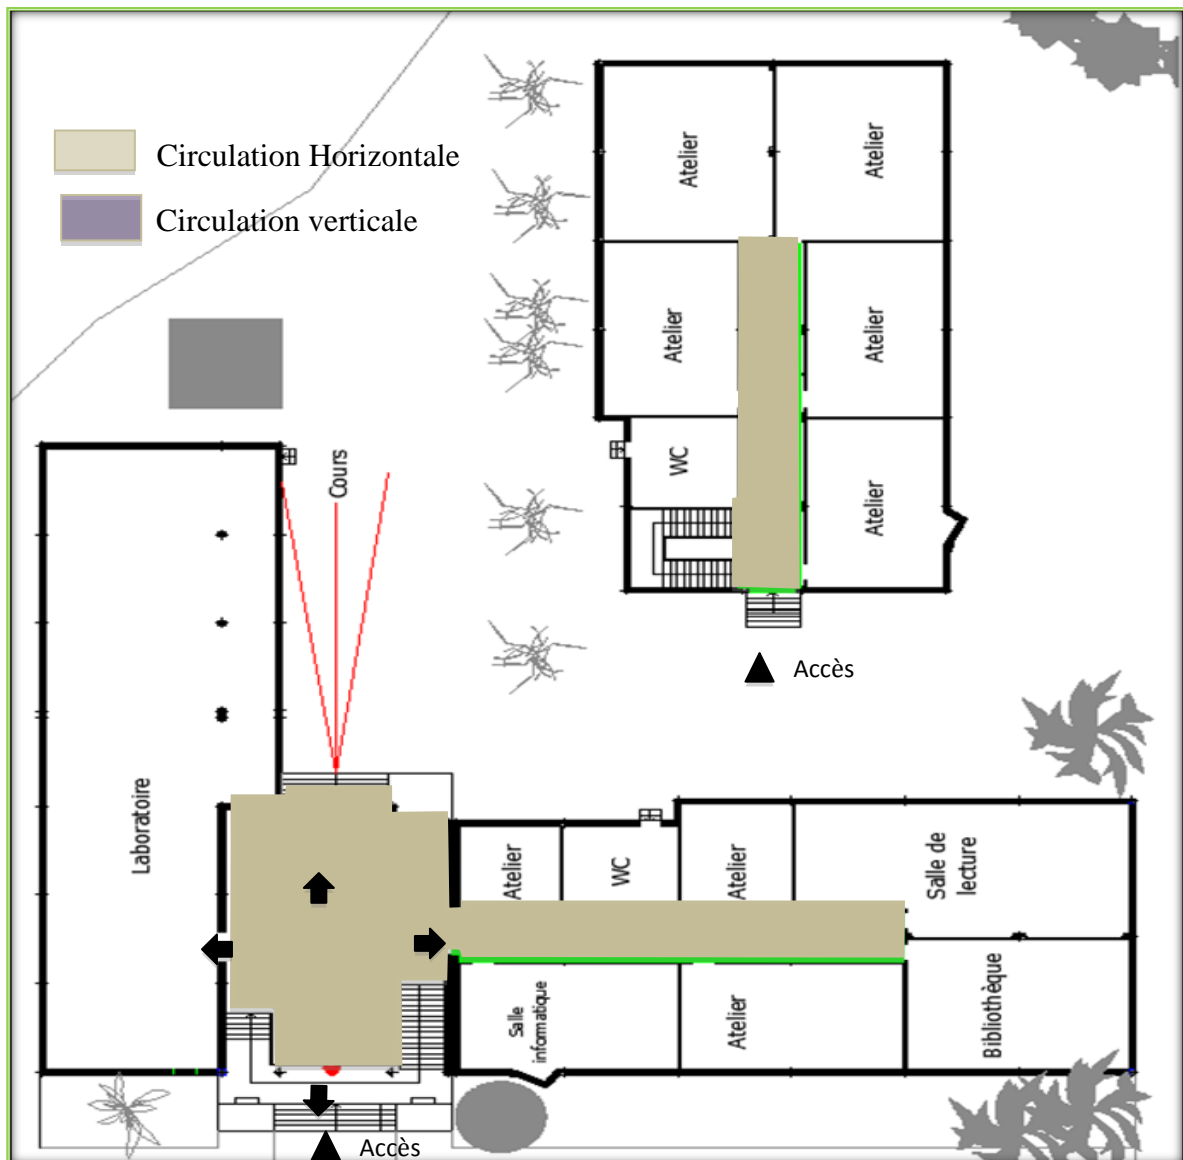 Circulation Horizontale
Circulation verticale
Atelier
Atelier
Atelier
Atelier
WC
Atelier
Cours
Accès
Laboratoire
Atelier
WC
Atelier
Salle de
lecture
Salle
informatique
Atelier
Bibliothèque
Accès